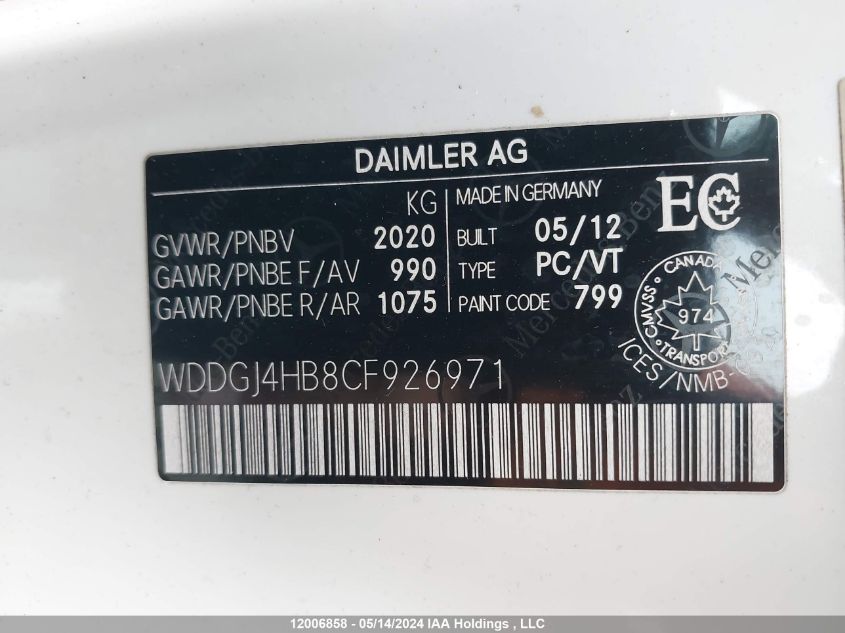 DAIMLER AG
KG
GVWR/PNBV 2020
GAWR/PNBE F/AV 990
GAWR/PNBE R/AR 1075
MADE IN GERMANY
BUILT 05/12
TYPE PC/VT
PAINT CODE 799
EC
CANADA
CMVSS 974
TRANSPORT
ICES/NMB-
WDDGJ4HB8CF926971
Mercedes-Benz
12006858 - 05/14/2024 IAA Holdings , LLC